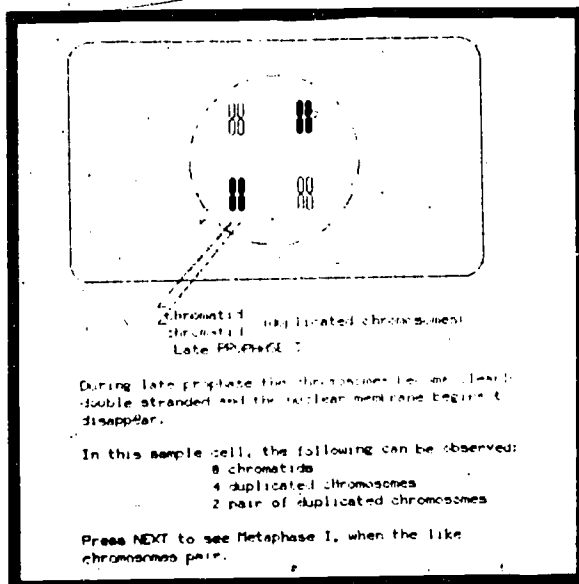 chromatid
chromatid (duplicated chromosomes)
Late PROPHASE I
During late prophase the chromosomes become clearly
double stranded and the nuclear membrane begins t
disappear.
In this sample cell, the following can be observed:
8 chromatids
4 duplicated chromosomes
2 pair of duplicated chromosomes
Press NEXT to see Metaphase I, when the like
chromosomes pair.